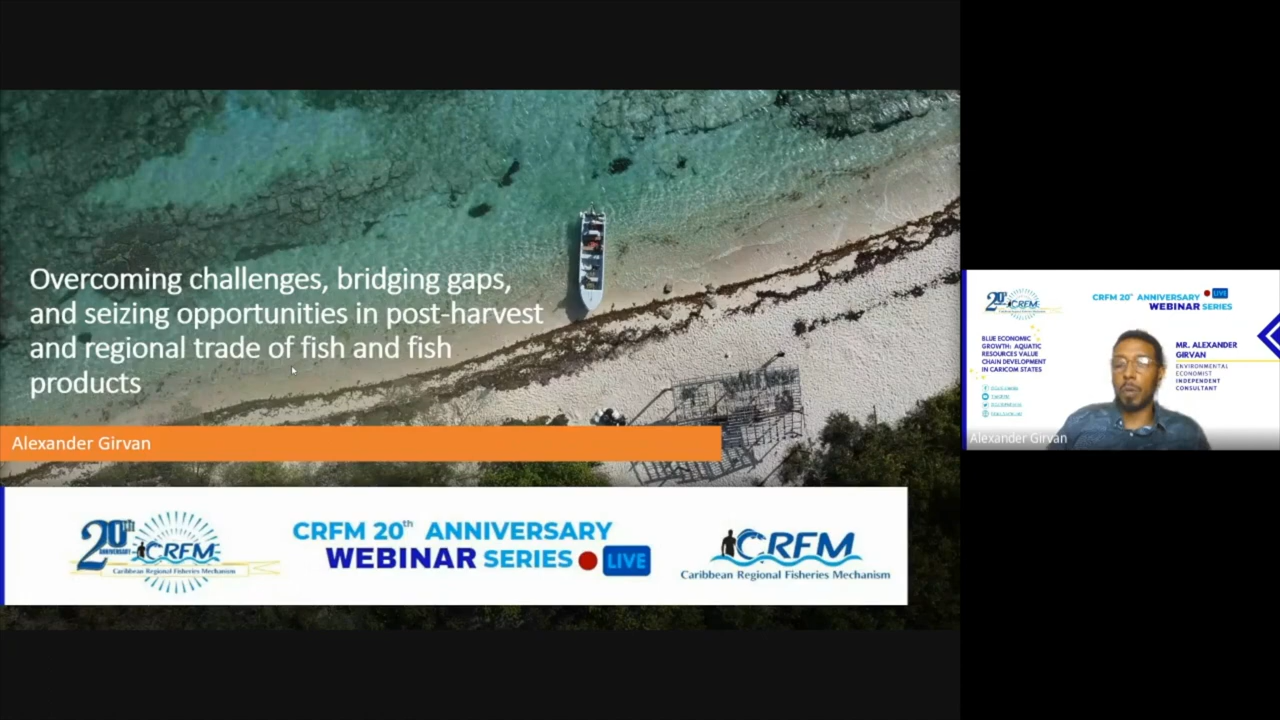 Overcoming challenges, bridging gaps,
and seizing opportunities in post-harvest
and regional trade of fish and fish
products
Alexander Girvan
20th
ANNIVERSARY
CRFM
Caribbean Regional Fisheries Mechanism
CRFM 20th ANNIVERSARY
WEBINAR SERIES LIVE
CRFM
Caribbean Regional Fisheries Mechanism
20
CRFM
CRFM 20th ANNIVERSARY LIVE
WEBINAR SERIES
BLUE ECONOMIC
GROWTH: AQUATIC
RESOURCES VALUE
CHAIN DEVELOPMENT
IN CARICOM STATES
MR. ALEXANDER
GIRVAN
ENVIRONMENTAL
ECONOMIST
INDEPENDENT
CONSULTANT
Alexander Girvan